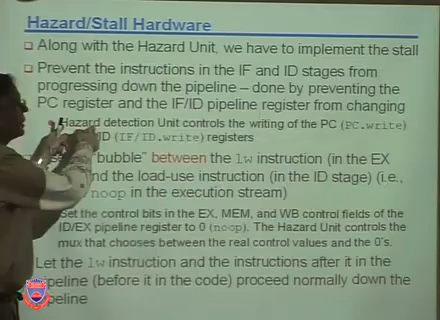 Hazard/Stall Hardware
Along with the Hazard Unit, we have to implement the stall
Prevent the instructions in the IF and ID stages from
progressing down the pipeline – done by preventing the
PC register and the IF/ID pipeline register from changing
Hazard detection Unit controls the writing of the PC (PC.write)
ID (IF/ID.write) registers
"bubble" between the lw instruction (in the EX
nd the load-use instruction (in the ID stage) (i.e.,
noop in the execution stream)
Set the control bits in the EX, MEM, and WB control fields of the
ID/EX pipeline register to 0 (noop). The Hazard Unit controls the
mux that chooses between the real control values and the 0's.
Let the lw instruction and the instructions after it in the
peline (before it in the code) proceed normally down the
peline